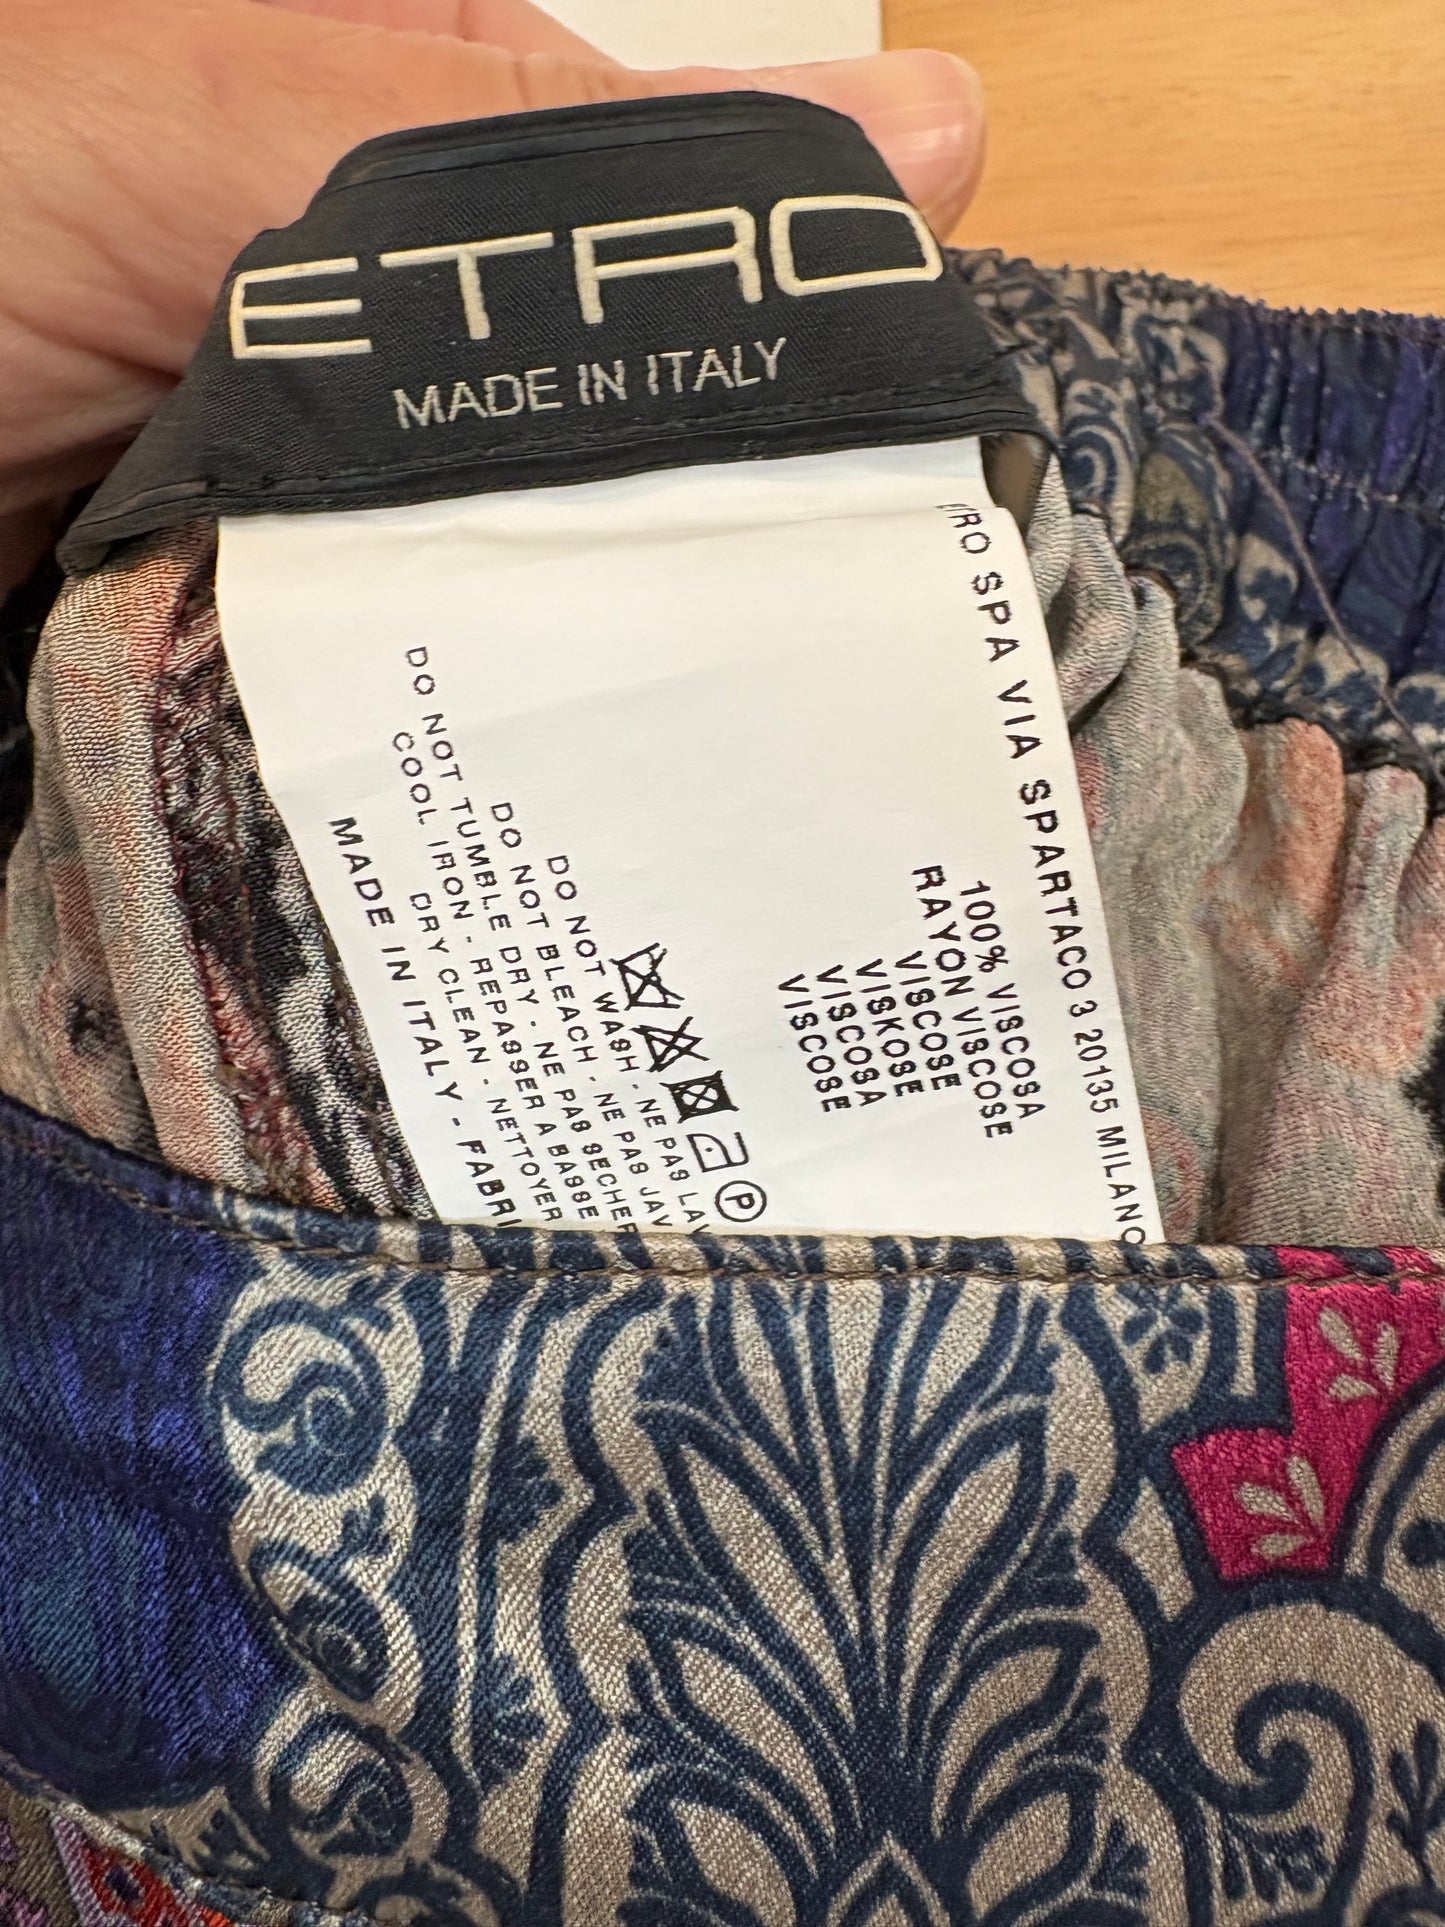 ETRO
MADE IN ITALY
ETRO SPA VIA SPARTACO 3 20135 MILANO
100% VISCOSA
RAYON VISCOSE
VISCOSE
VISKOSE
VISCOSA
VISCOSE
P
DO NOT WASH - NE PAS LAV
DO NOT BLEACH - NE PAS JAV
DO NOT TUMBLE DRY - NE PAS SECHER
COOL IRON - REPASSER A BASSE
DRY CLEAN - NETTOYER
MADE IN ITALY - FABRI